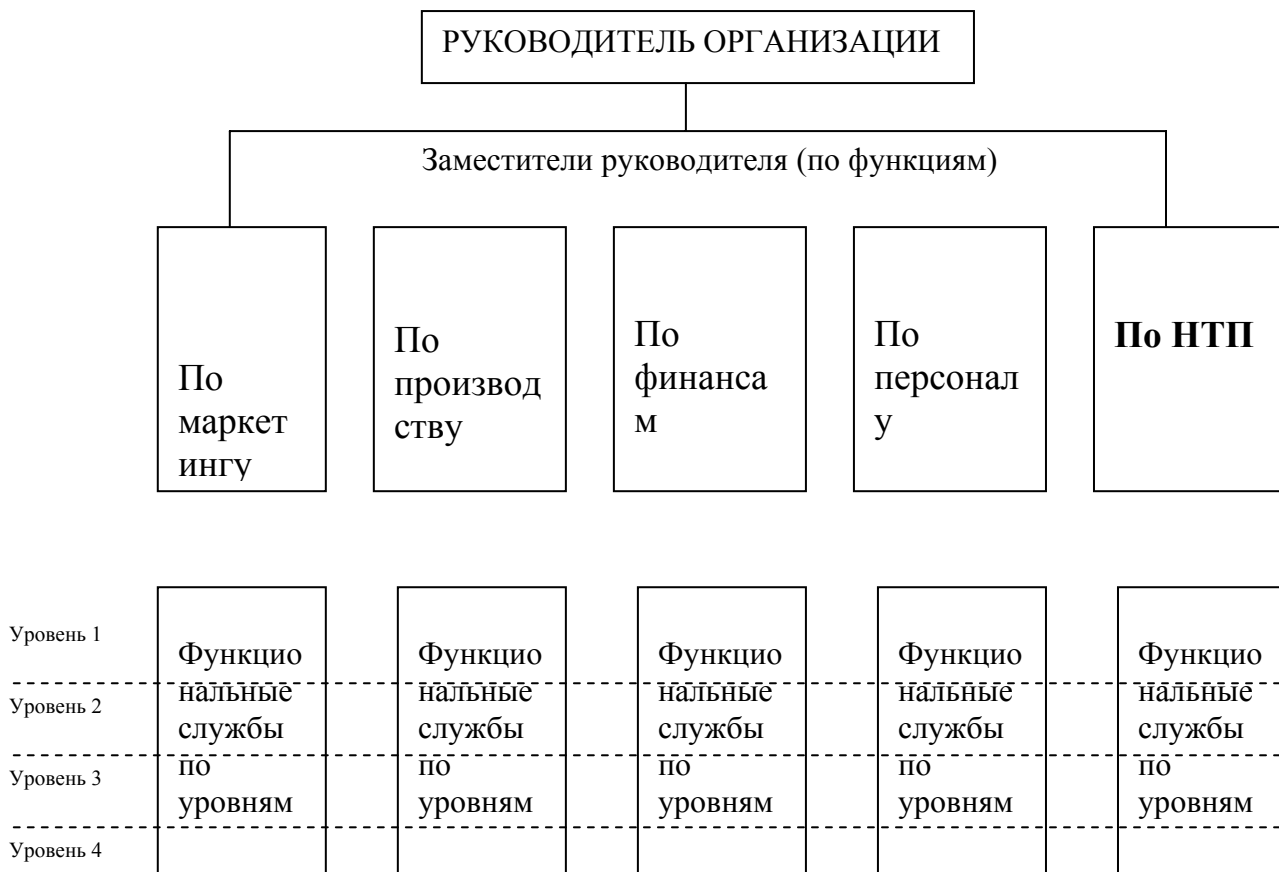 РУКОВОДИТЕЛЬ ОРГАНИЗАЦИИ
Заместители руководителя (по функциям)
По
маркет
ингу
По
производ
ству
По
финанса
м
По
персонал
у
По НТП
Уровень 1
Уровень 2
Уровень 3
Уровень 4
Функцио
нальные
службы
по
уровням
Функцио
нальные
службы
по
уровням
Функцио
нальные
службы
по
уровням
Функцио
нальные
службы
по
уровням
Функцио
нальные
службы
по
уровням